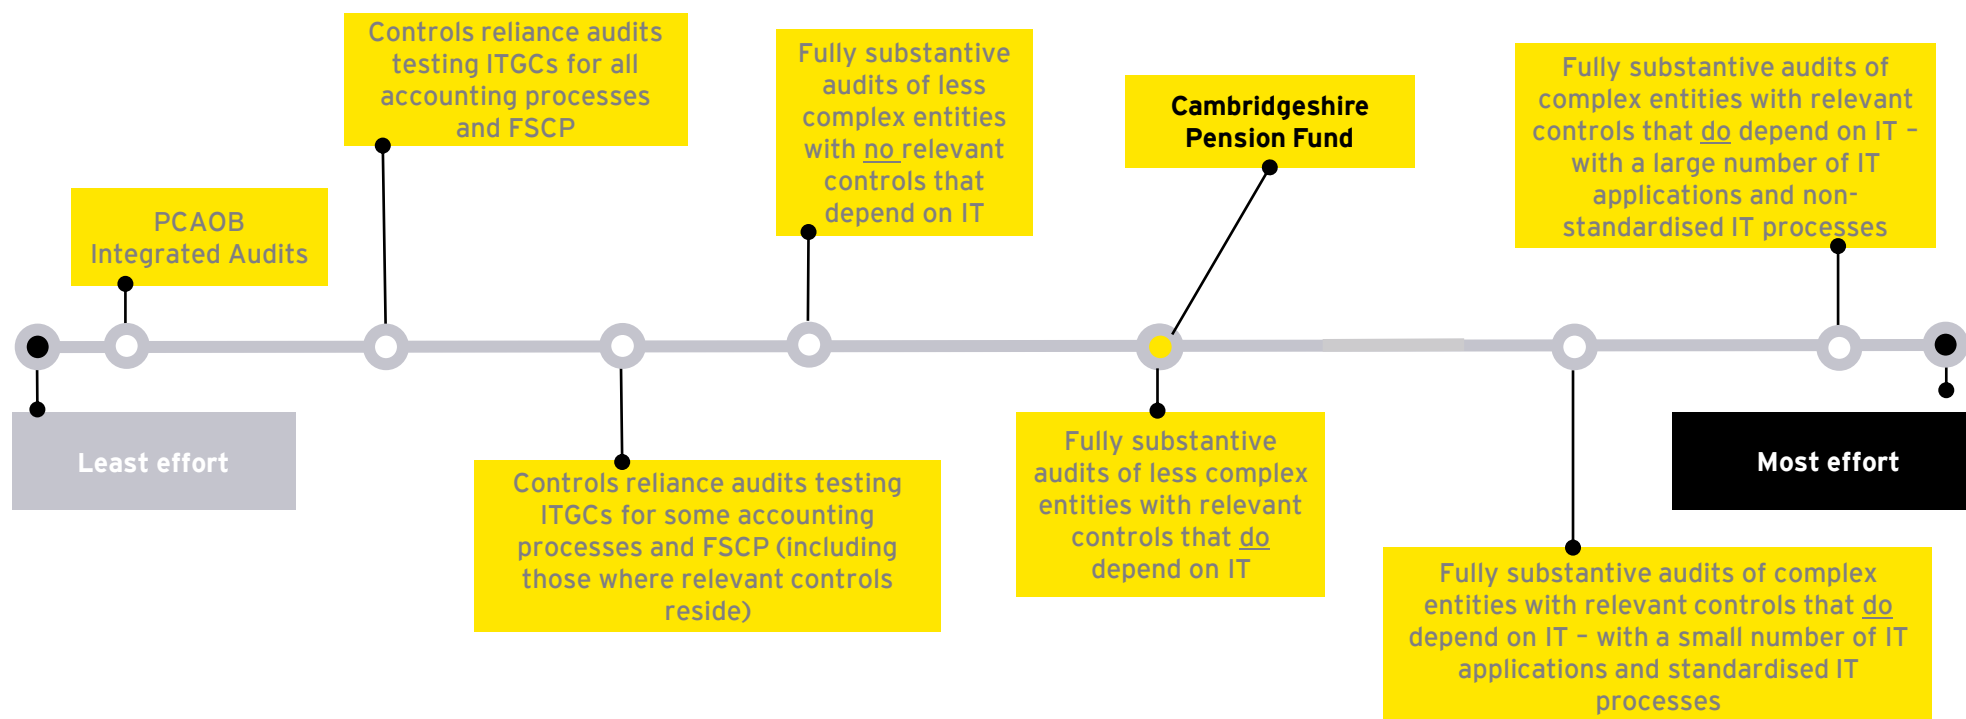 Controls reliance audits
testing ITGCs for all
accounting processes
and FSCP
Fully substantive
audits of less
complex entities
with no relevant
controls that
depend on IT
Cambridgeshire
Pension Fund
Fully substantive audits of
complex entities with relevant
controls that do depend on IT –
with a large number of IT
applications and non-
standardised IT processes
PCAOB
Integrated Audits
Least effort
Controls reliance audits testing
ITGCs for some accounting
processes and FSCP (including
those where relevant controls
reside)
Fully substantive
audits of less complex
entities with relevant
controls that do
depend on IT
Most effort
Fully substantive audits of complex
entities with relevant controls that do
depend on IT – with a small number of IT
applications and standardised IT
processes